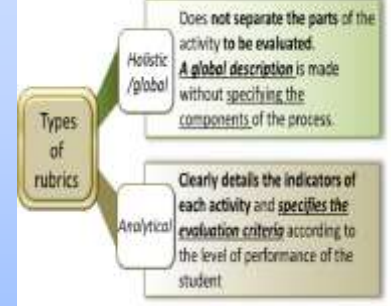 Types
of
rubrics
Holistic
/global
Does not separate the parts of the
activity to be evaluated.
A global description is made
without specifying the
components of the process.
Analytical
Clearly details the indicators of
each activity and specifies the
evaluation criteria according to
the level of performance of the
student